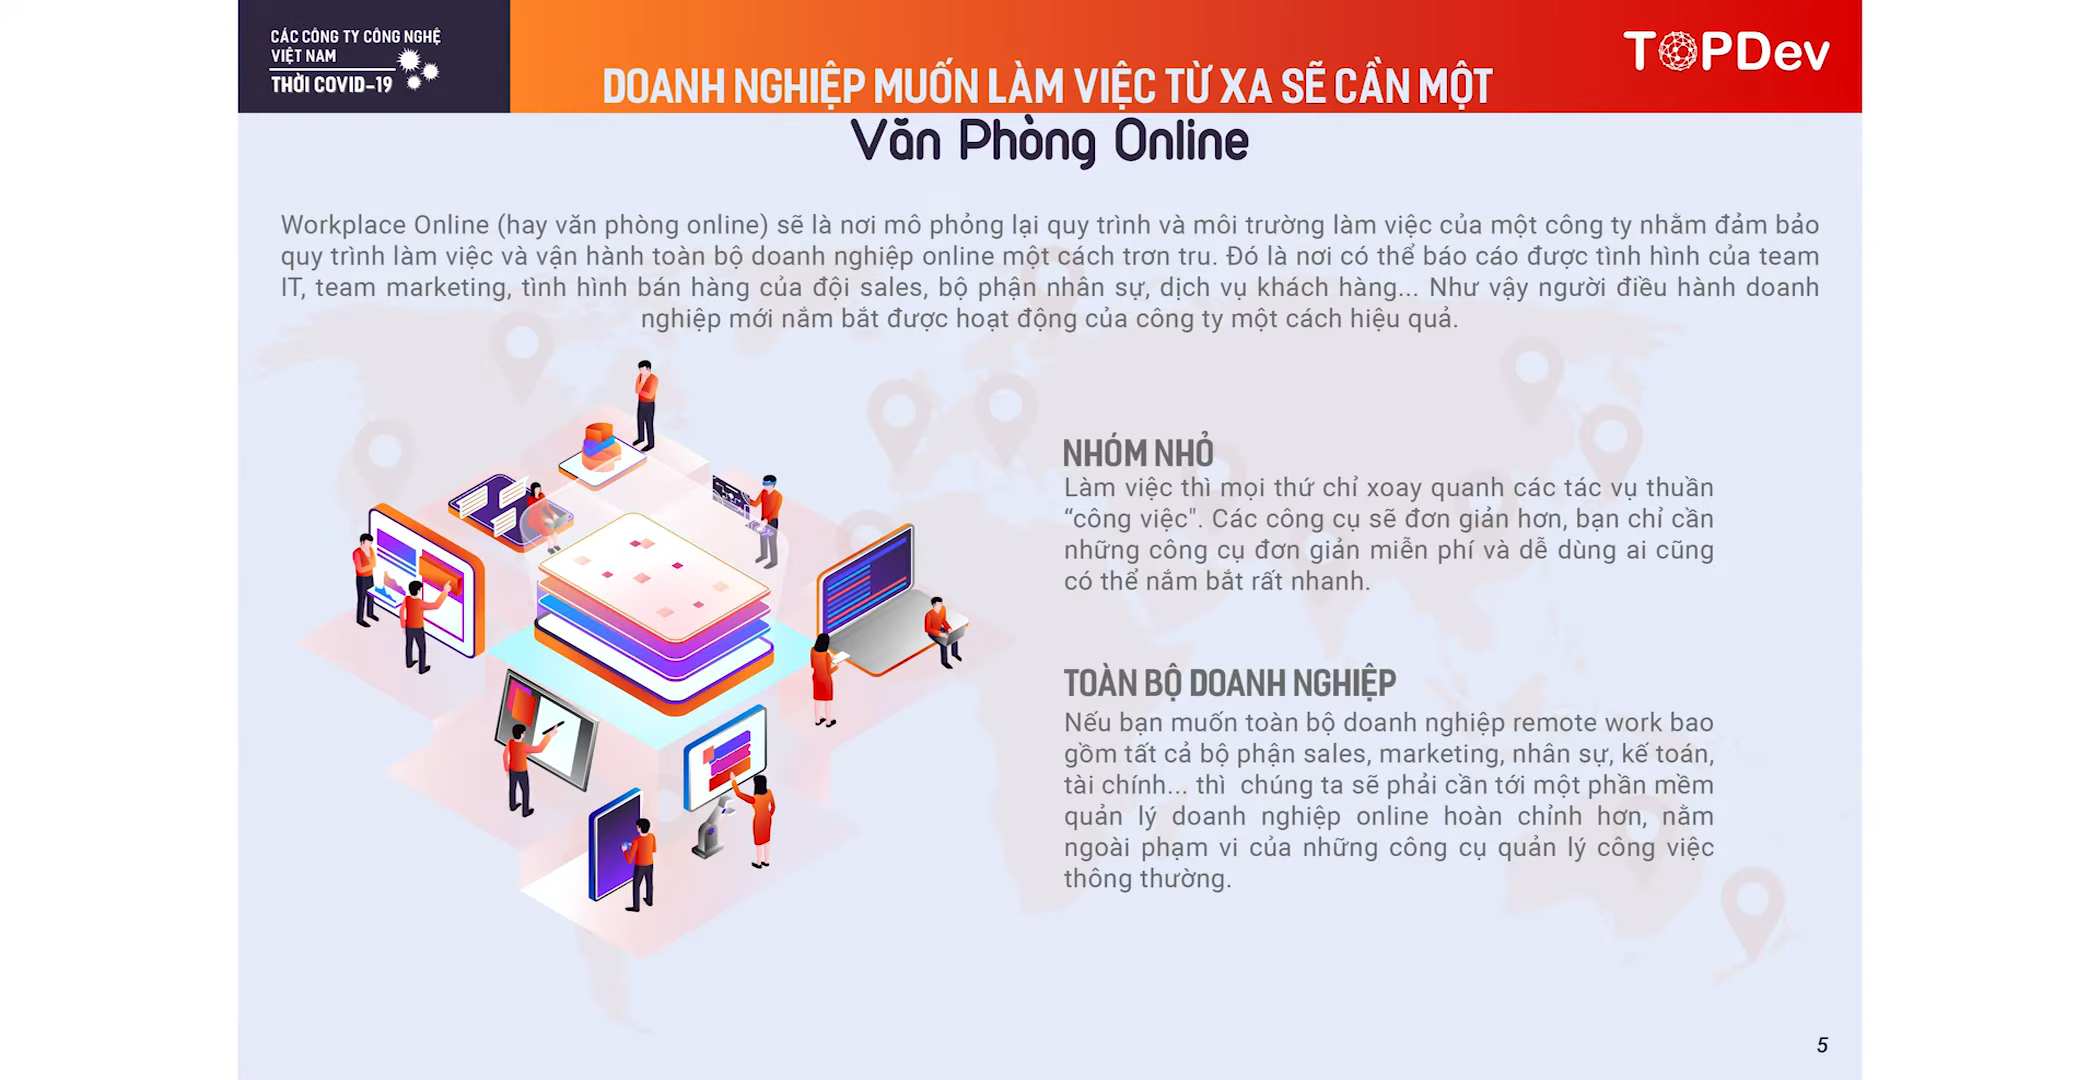 CÁC CÔNG TY CÔNG NGHỆ
VIỆT NAM
THỜI COVID-19
TOPDev
DOANH NGHIỆP MUỐN LÀM VIỆC TỪ XA SẼ CẦN MỘT
Văn Phòng Online
Workplace Online (hay văn phòng online) sẽ là nơi mô phỏng lại quy trình và môi trường làm việc của một công ty nhằm đảm bảo
quy trình làm việc và vận hành toàn bộ doanh nghiệp online một cách trơn tru. Đó là nơi có thể báo cáo được tình hình của team
IT, team marketing, tình hình bán hàng của đội sales, bộ phận nhân sự, dịch vụ khách hàng... Như vậy người điều hành doanh
nghiệp mới nắm bắt được hoạt động của công ty một cách hiệu quả.
NHÓM NHỎ
Làm việc thì mọi thứ chỉ xoay quanh các tác vụ thuần
“công việc". Các công cụ sẽ đơn giản hơn, bạn chỉ cần
những công cụ đơn giản miễn phí và dễ dùng ai cũng
có thể nắm bắt rất nhanh.
TOÀN BỘ DOANH NGHIỆP
Nếu bạn muốn toàn bộ doanh nghiệp remote work bao
gồm tất cả bộ phận sales, marketing, nhân sự, kế toán,
tài chính... thì chúng ta sẽ phải cần tới một phần mềm
quản lý doanh nghiệp online hoàn chỉnh hơn, nằm
ngoài phạm vi của những công cụ quản lý công việc
thông thường.
5